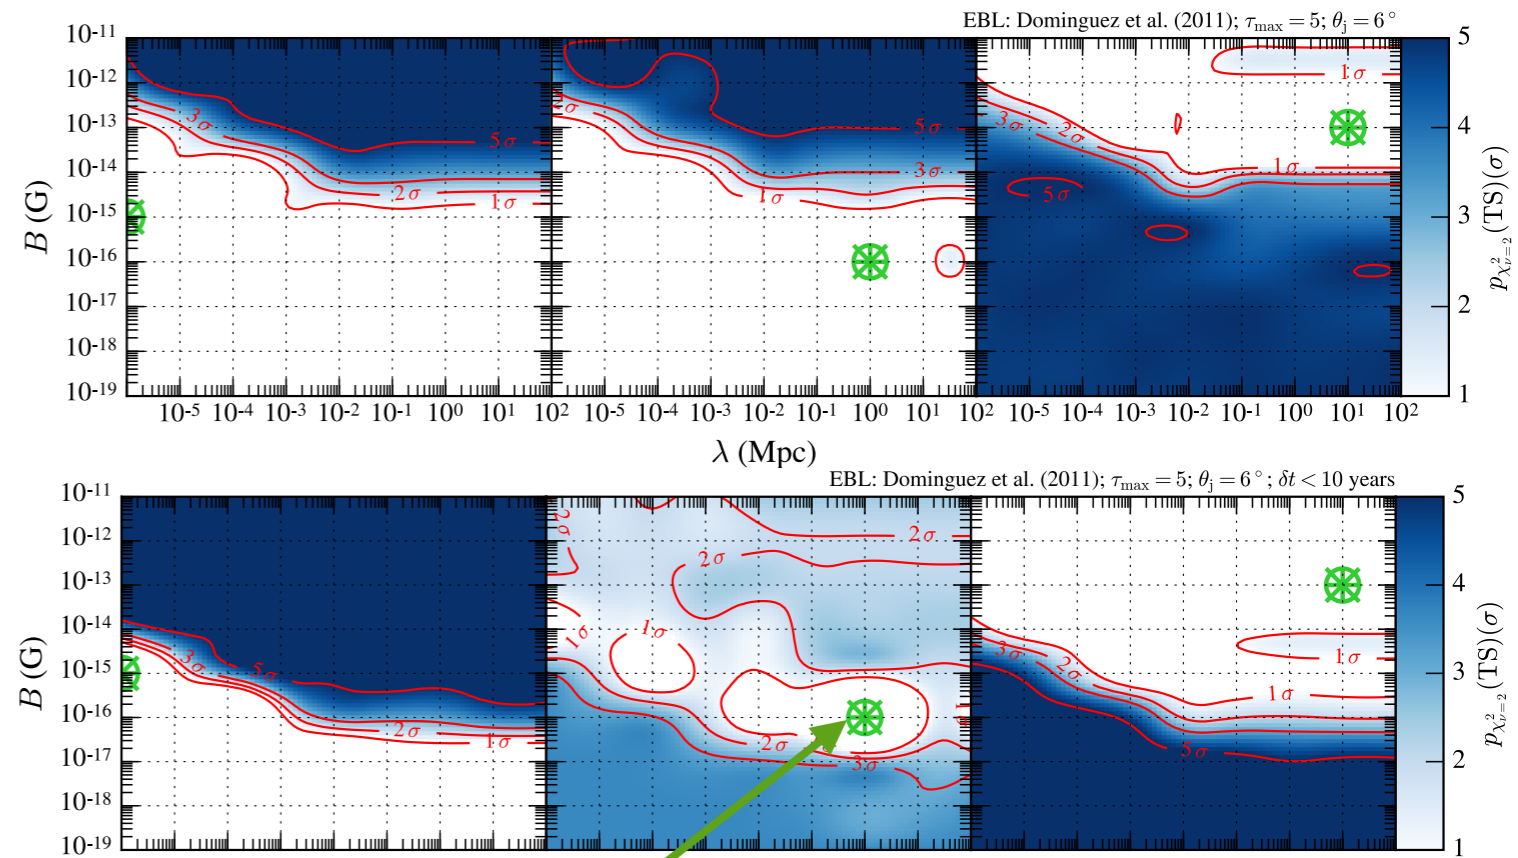 EBL: Dominguez et al. (2011); τmax = 5; θj = 6°
10-11
10-12
10-13
10-14
10-15
10-16
10-17
10-18
10-19
B (G)
3σ
5σ
2σ
1σ
2σ
5σ
3σ
1σ
3σ
2σ
1σ
1σ
5σ
5
4
3
2
1
pχ²ν=2(TS)(σ)
10-5 10-4 10-3 10-2 10-1 100 101 102 10-5 10-4 10-3 10-2 10-1 100 101 102 10-5 10-4 10-3 10-2 10-1 100 101 102
λ (Mpc)
EBL: Dominguez et al. (2011); τmax = 5; θj = 6°; δt < 10 years
10-11
10-12
10-13
10-14
10-15
10-16
10-17
10-18
10-19
B (G)
3σ
5σ
2σ
1σ
2σ
2σ
2σ
1σ
1σ
2σ
3σ
3σ
2σ
1σ
1σ
5σ
5
4
3
2
1
pχ²ν=2(TS)(σ)